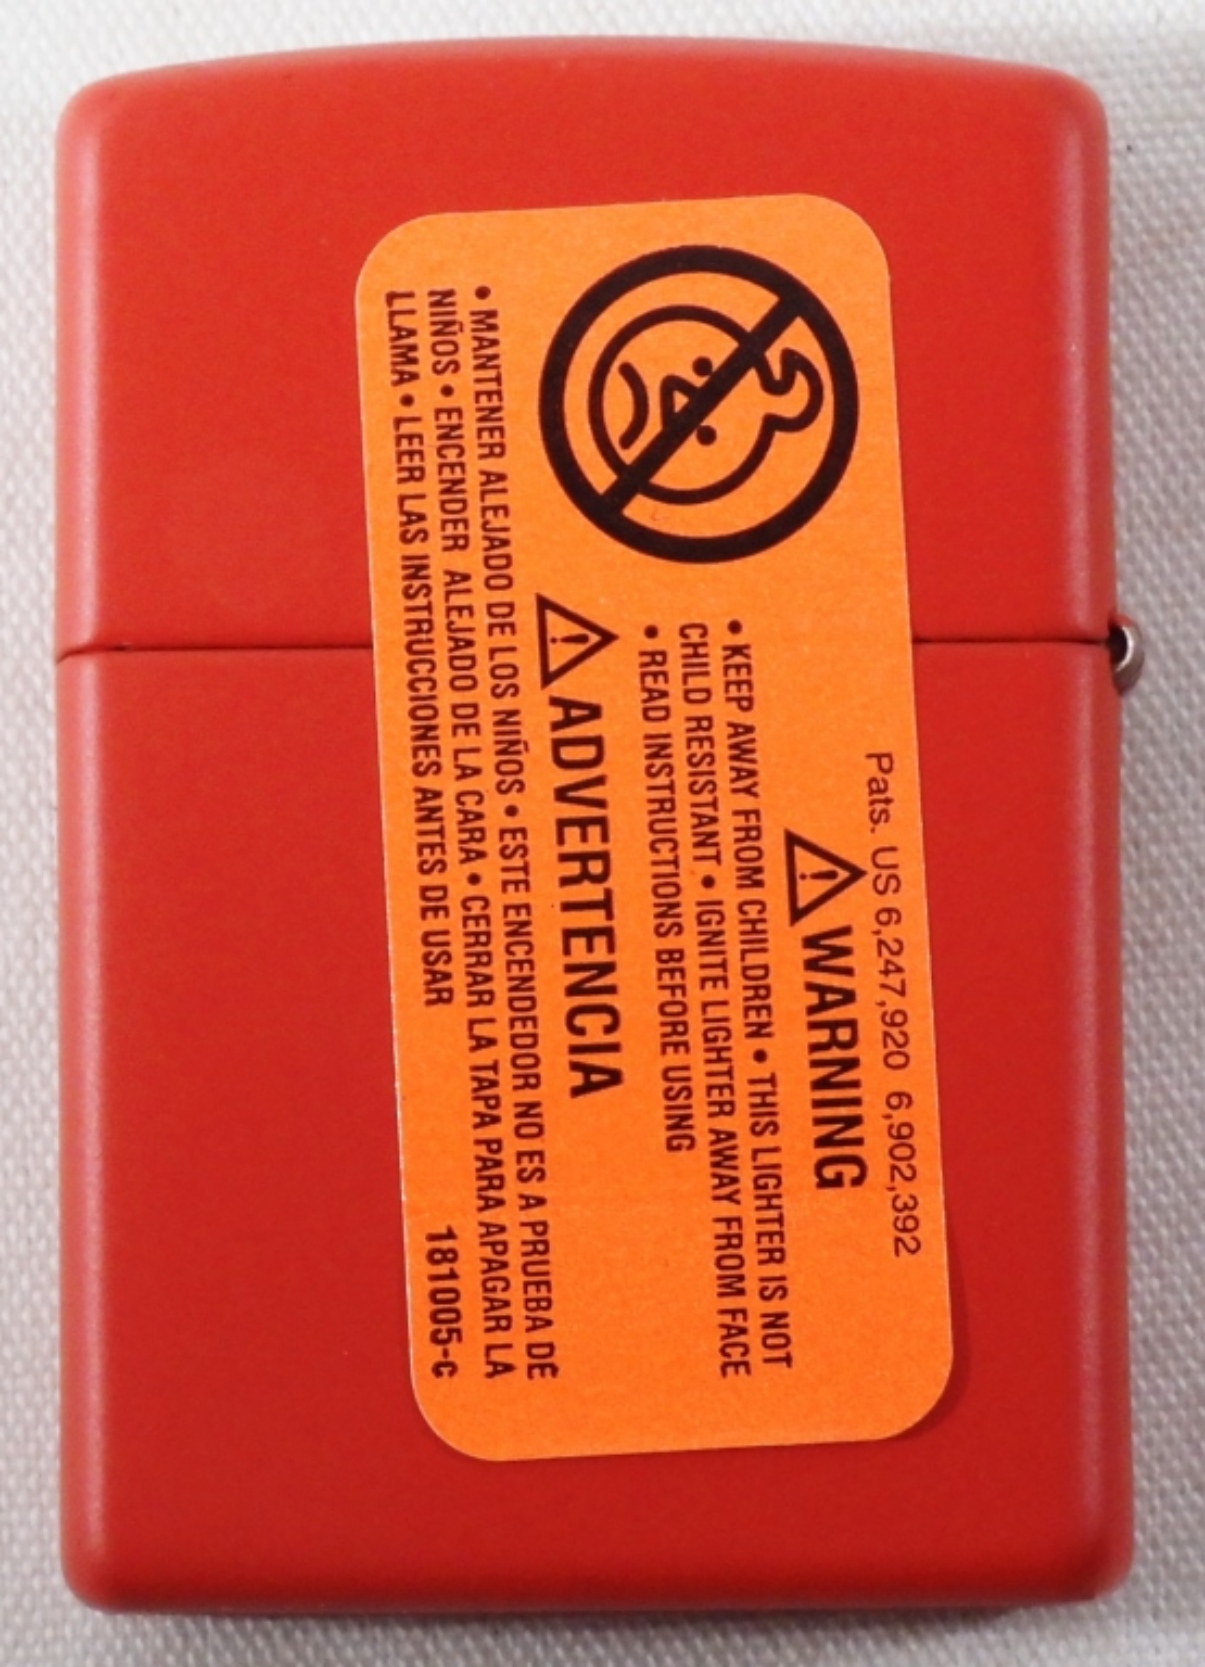 Pats. US 6,247,920 6,902,392
WARNING
• KEEP AWAY FROM CHILDREN • THIS LIGHTER IS NOT
CHILD RESISTANT • IGNITE LIGHTER AWAY FROM FACE
• READ INSTRUCTIONS BEFORE USING
ADVERTENCIA
• MANTENER ALEJADO DE LOS NIÑOS • ESTE ENCENDEDOR NO ES A PRUEBA DE
NIÑOS • ENCENDER ALEJADO DE LA CARA • CERRAR LA TAPA PARA APAGAR LA
LLAMA • LEER LAS INSTRUCCIONES ANTES DE USAR
181005-c